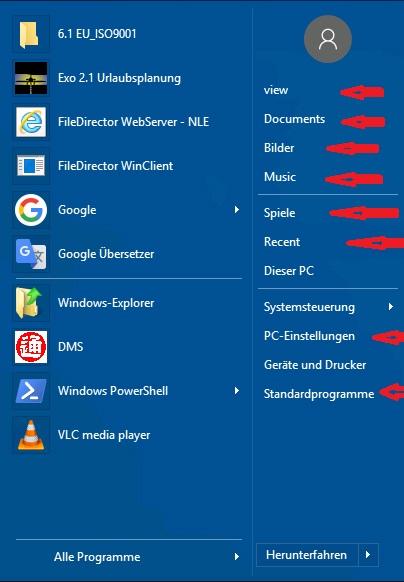 6.1 EU_ISO9001
Exo 2.1 Urlaubsplanung
FileDirector WebServer - NLE
FileDirector WinClient
Google
Google Übersetzer
Windows-Explorer
DMS
Windows PowerShell
VLC media player
Alle Programme
view
Documents
Bilder
Music
Spiele
Recent
Dieser PC
Systemsteuerung
PC-Einstellungen
Geräte und Drucker
Standardprogramme
Herunterfahren